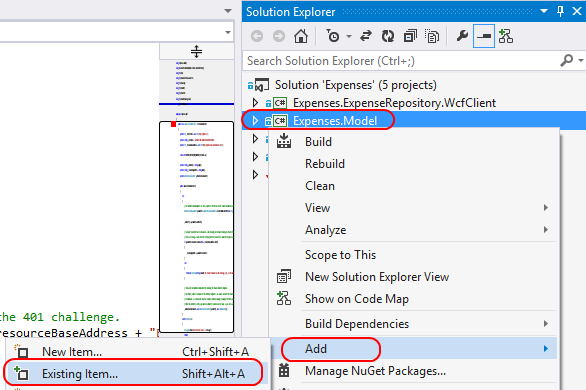 Solution Explorer
Search Solution Explorer (Ctrl+;)
Solution 'Expenses' (5 projects)
C# Expenses.ExpenseRepository.WcfClient
C# Expenses.Model
Build
Rebuild
Clean
View
Analyze
Scope to This
New Solution Explorer View
Show on Code Map
Build Dependencies
Add
Manage NuGet Packages...
the 401 challenge.
resourceBaseAddress + "
New Item... Ctrl+Shift+A
Existing Item... Shift+Alt+A